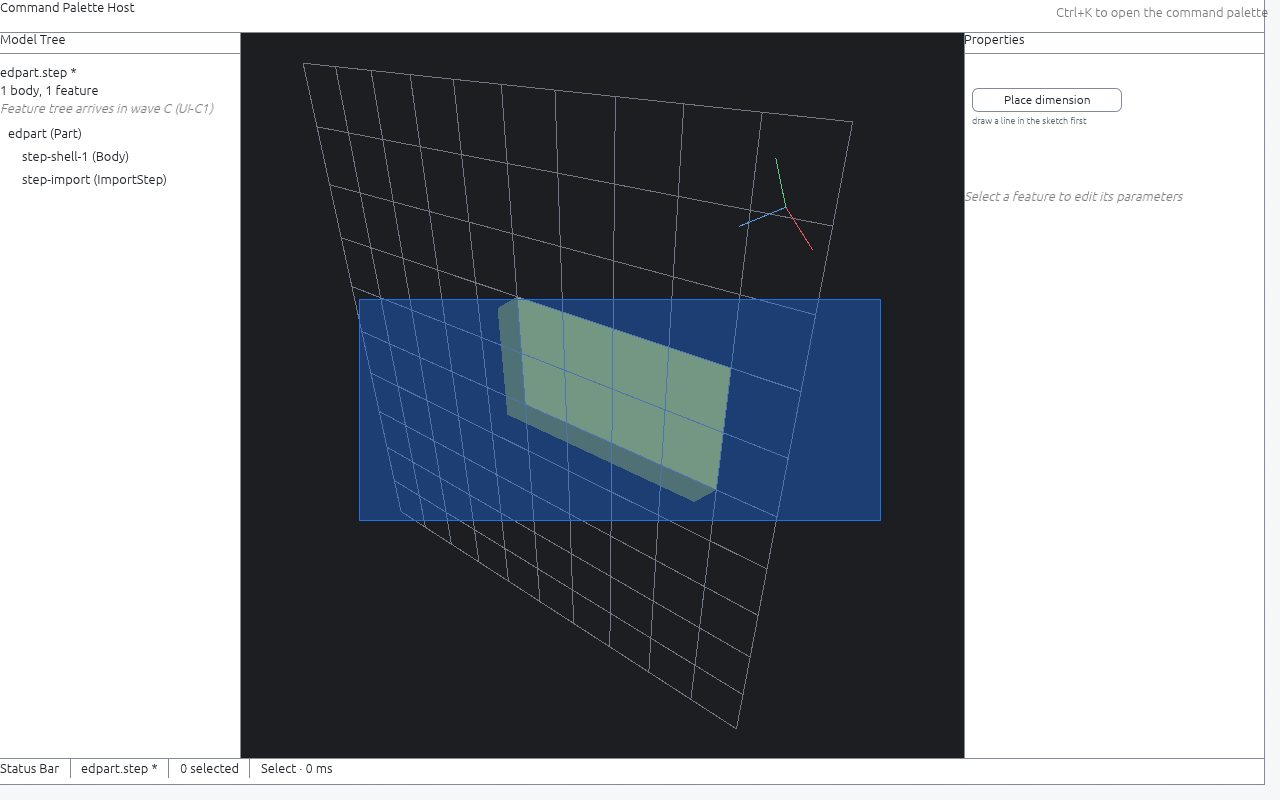 Command Palette Host
Ctrl+K to open the command palette
Model Tree
Properties
edpart.step *
1 body, 1 feature
Feature tree arrives in wave C (UI-C1)
edpart (Part)
step-shell-1 (Body)
step-import (ImportStep)
Place dimension
draw a line in the sketch first
Select a feature to edit its parameters
Status Bar
edpart.step *
0 selected
Select · 0 ms